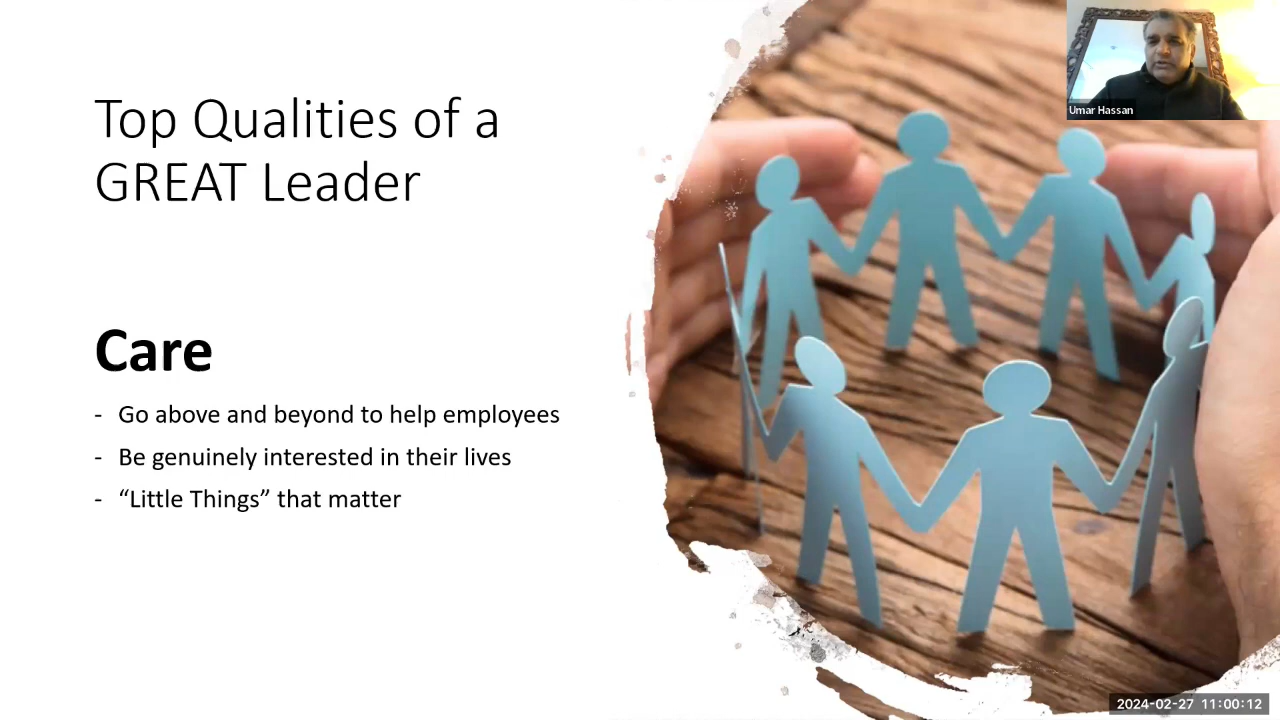 Top Qualities of a
GREAT Leader
Care
- Go above and beyond to help employees
- Be genuinely interested in their lives
- “Little Things” that matter
Umar Hassan
2024-02-27 11:00:12